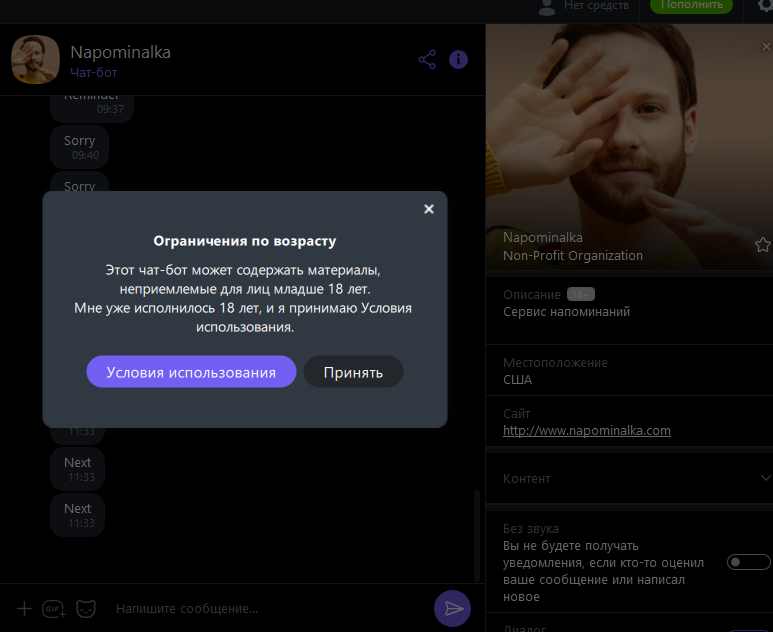 Нет средств
Пополнить
Napominalka
Чат-бот
Reminder
09:37
Sorry
09:40
Sorry
Ограничения по возрасту
Этот чат-бот может содержать материалы,
неприемлемые для лиц младше 18 лет.
Мне уже исполнилось 18 лет, и я принимаю Условия
использования.
Условия использования
Принять
11:33
Next
11:33
Next
11:33
GIF
Напишите сообщение...
Napominalka
Non-Profit Organization
Описание 18+
Сервис напоминаний
Местоположение
США
Сайт
http://www.napominalka.com
Контент
Без звука
Вы не будете получать
уведомления, если кто-то оценил
ваше сообщение или написал
новое
Диалог